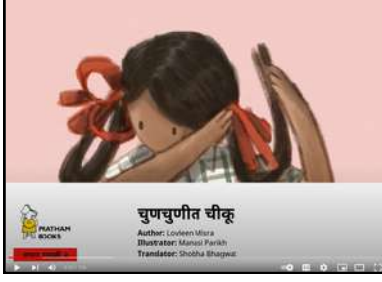 चुणचुणीत चीकू
PRATHAM
BOOKS
Author: Lovleen Misra
Illustrator: Manasi Parikh
Translator: Shobha Bhagwat